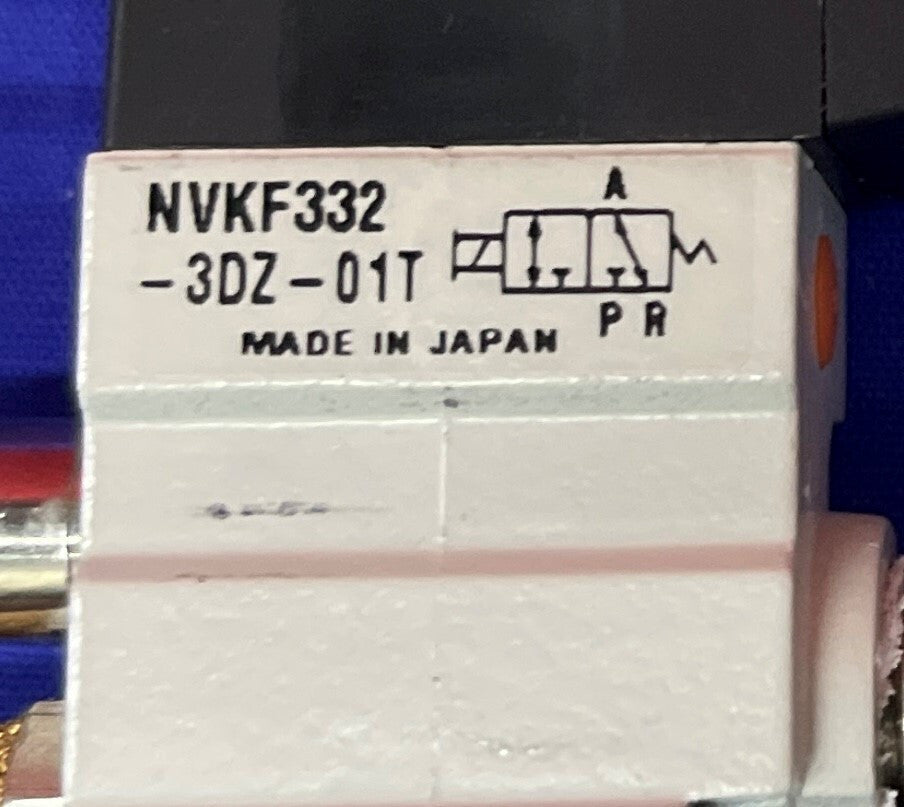 NVKF332
-3DZ-01T
A
P R
MADE IN JAPAN